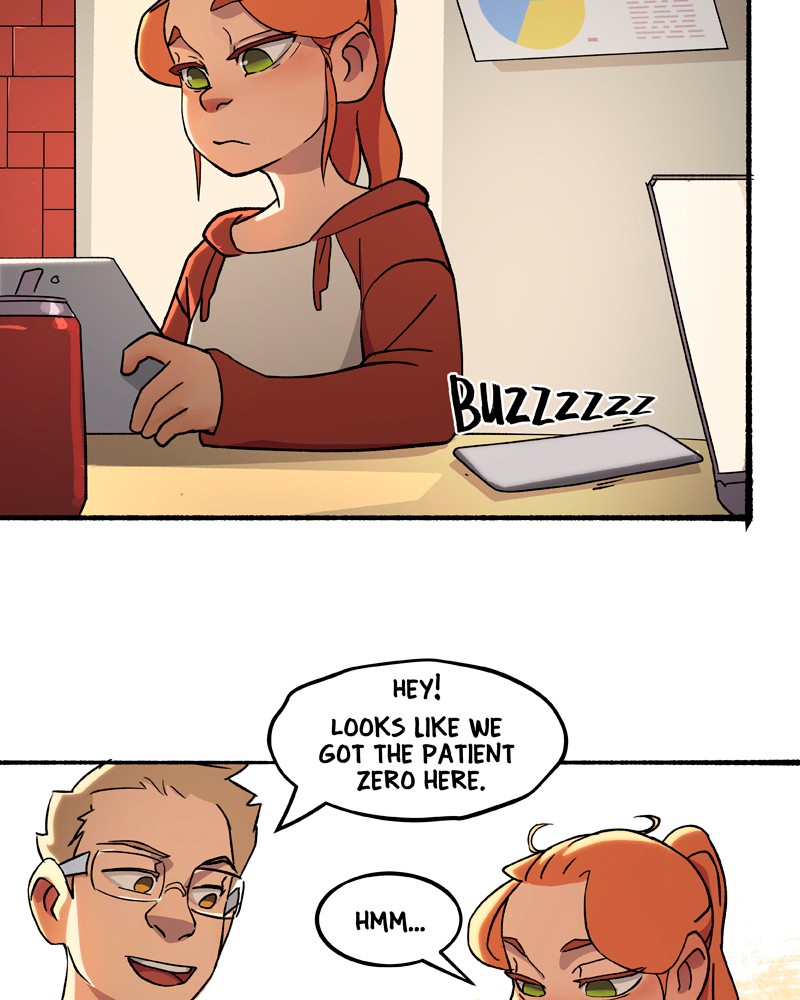 BUZZZZZZ
HEY!
LOOKS LIKE WE
GOT THE PATIENT
ZERO HERE.
HMM...